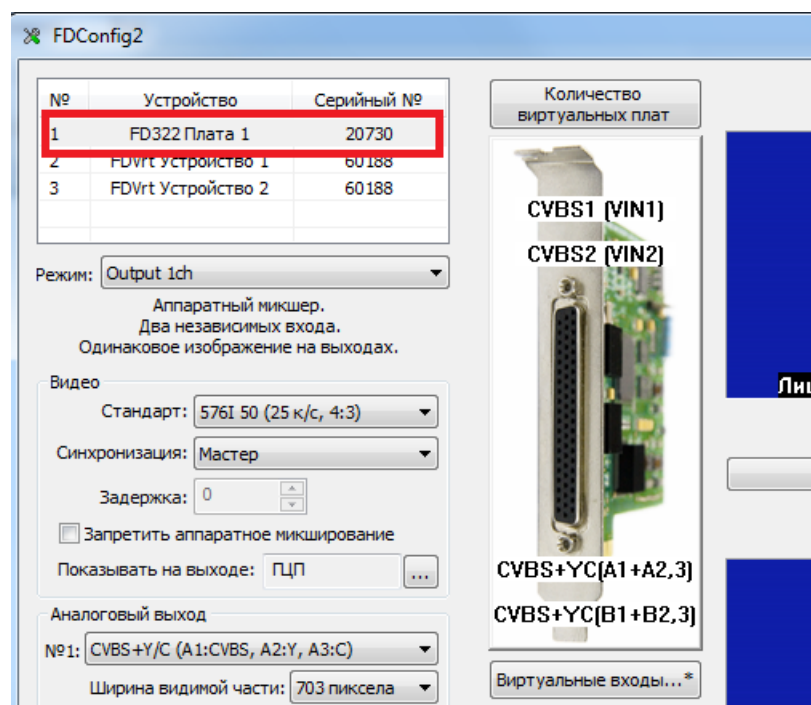 FDConfig2
№ Устройство Серийный №
1 FD322 Плата 1 20730
2 FDVrt Устройство 1 60188
3 FDVrt Устройство 2 60188
Режим: Output 1ch
Аппаратный микшер.
Два независимых входа.
Одинаковое изображение на выходах.
Видео
Стандарт: 576I 50 (25 к/с, 4:3)
Синхронизация: Мастер
Задержка: 0
Запретить аппаратное микширование
Показывать на выходе: ГЦП ...
Аналоговый выход
№1: CVBS+Y/C (A1:CVBS, A2:Y, A3:C)
Ширина видимой части: 703 пиксела
Количество
виртуальных плат
CVBS1 (VIN1)
CVBS2 (VIN2)
CVBS+YC(A1+A2,3)
CVBS+YC(B1+B2,3)
Виртуальные входы...*